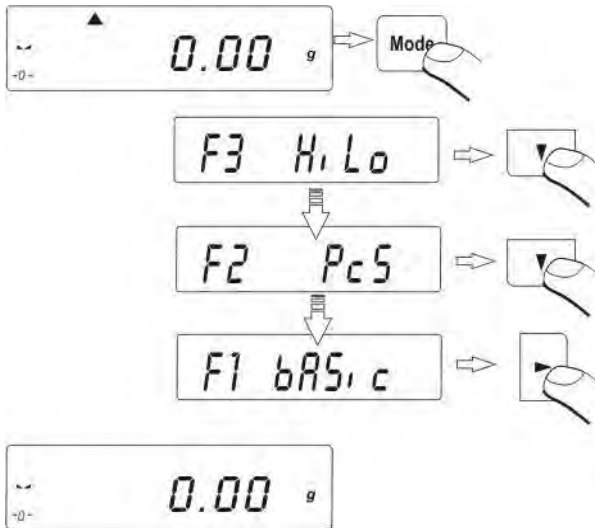 0.00 g Mode
-0-
F3 HiLo
F2 PcS
F1 bASic
0.00 g
-0-